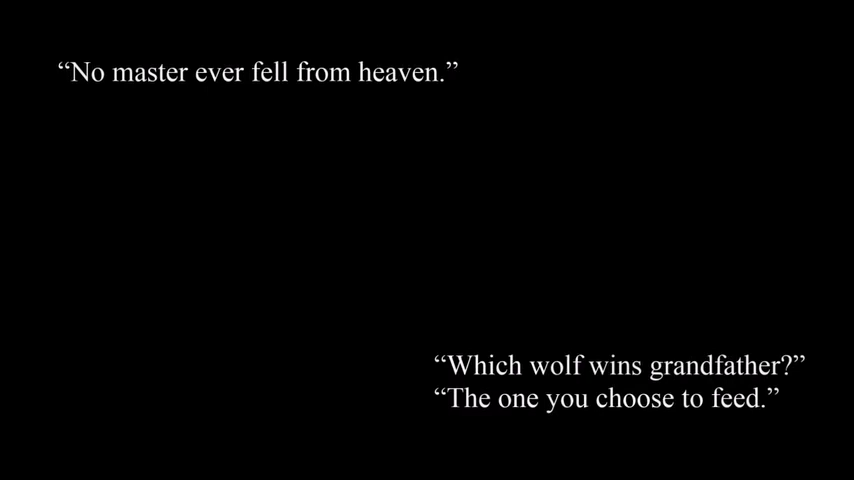 “No master ever fell from heaven.”
“Which wolf wins grandfather?”
“The one you choose to feed.”